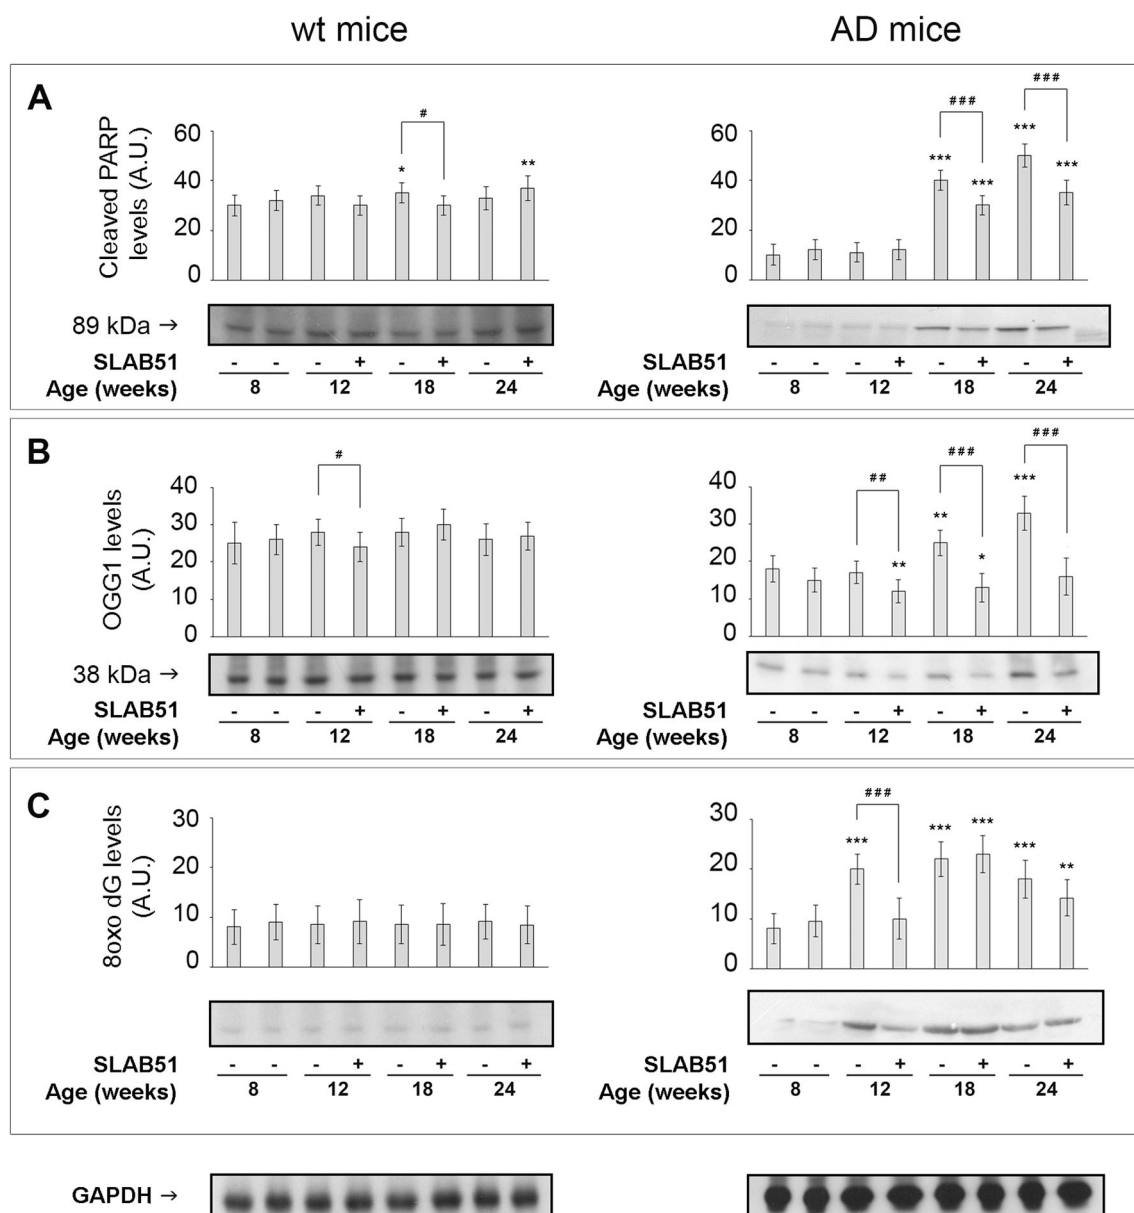 wt mice AD mice
A
Cleaved PARP
levels (A.U.)
60
40
20
0
*
#
**
60
40
20
0
***
###
***
***
###
***
89 kDa →
SLAB51 - - - + - + - +
Age (weeks) 8 12 18 24
SLAB51 - - - + - + - +
Age (weeks) 8 12 18 24
B
OGG1 levels
(A.U.)
40
30
20
10
0
#
40
30
20
10
0
##
**
**
###
*
***
###
38 kDa →
SLAB51 - - - + - + - +
Age (weeks) 8 12 18 24
SLAB51 - - - + - + - +
Age (weeks) 8 12 18 24
C
8oxo dG levels
(A.U.)
30
20
10
0
30
20
10
0
***
###
***
***
***
**
SLAB51 - - - + - + - +
Age (weeks) 8 12 18 24
SLAB51 - - - + - + - +
Age (weeks) 8 12 18 24
GAPDH →